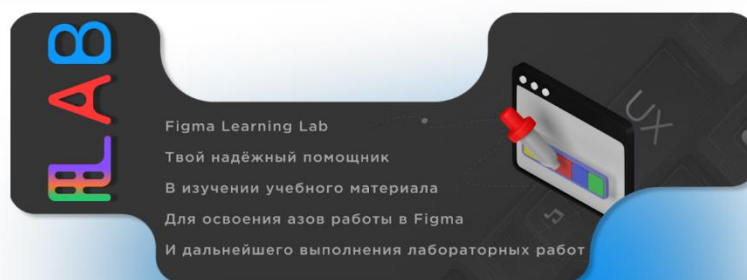 FLLAB
Figma Learning Lab
Твой надёжный помощник
В изучении учебного материала
Для освоения азов работы в Figma
И дальнейшего выполнения лабораторных работ
UX